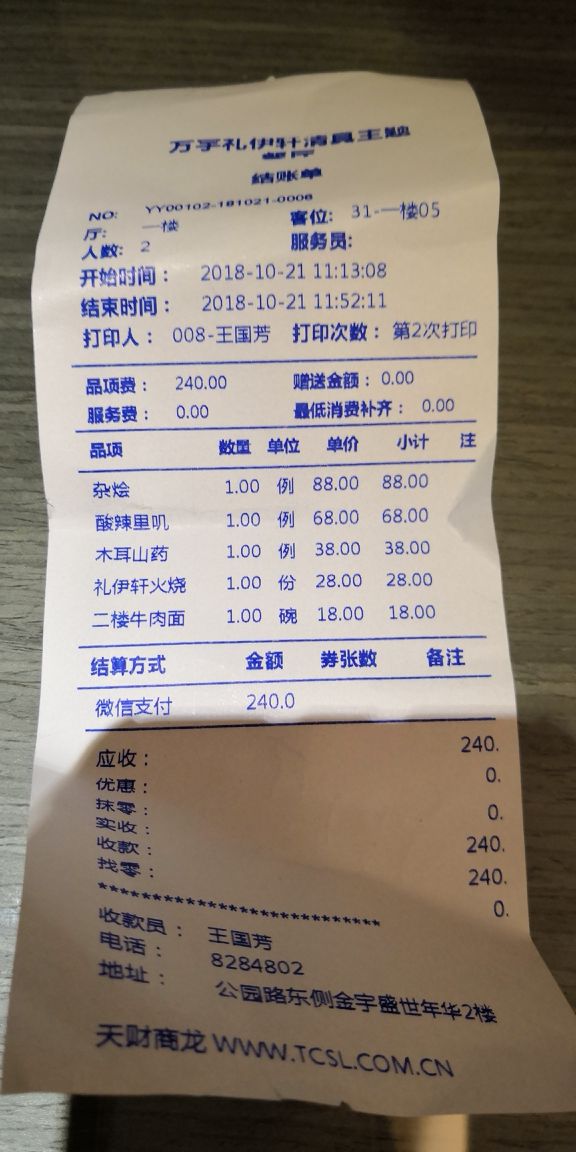 万孚礼伊轩清真主题
餐厅
结账单
NO: YY00102-181021-0008
厅: 一楼 客位: 31-一楼05
人数: 2 服务员:
开始时间: 2018-10-21 11:13:08
结束时间: 2018-10-21 11:52:11
打印人: 008-王国芳 打印次数: 第2次打印
品项费: 240.00 赠送金额: 0.00
服务费: 0.00 最低消费补齐: 0.00
品项 数量 单位 单价 小计 注
杂烩 1.00 例 88.00 88.00
酸辣里叽 1.00 例 68.00 68.00
木耳山药 1.00 例 38.00 38.00
礼伊轩火烧 1.00 份 28.00 28.00
二楼牛肉面 1.00 碗 18.00 18.00
结算方式 金额 券张数 备注
微信支付 240.0
应收: 240.
优惠: 0.
抹零: 0.
实收: 240.
收款: 240.
找零: 0.
****************************
收款员: 王国芳
电话: 8284802
地址: 公园路东侧金宇盛世年华2楼
天财商龙 WWW.TCSL.COM.CN